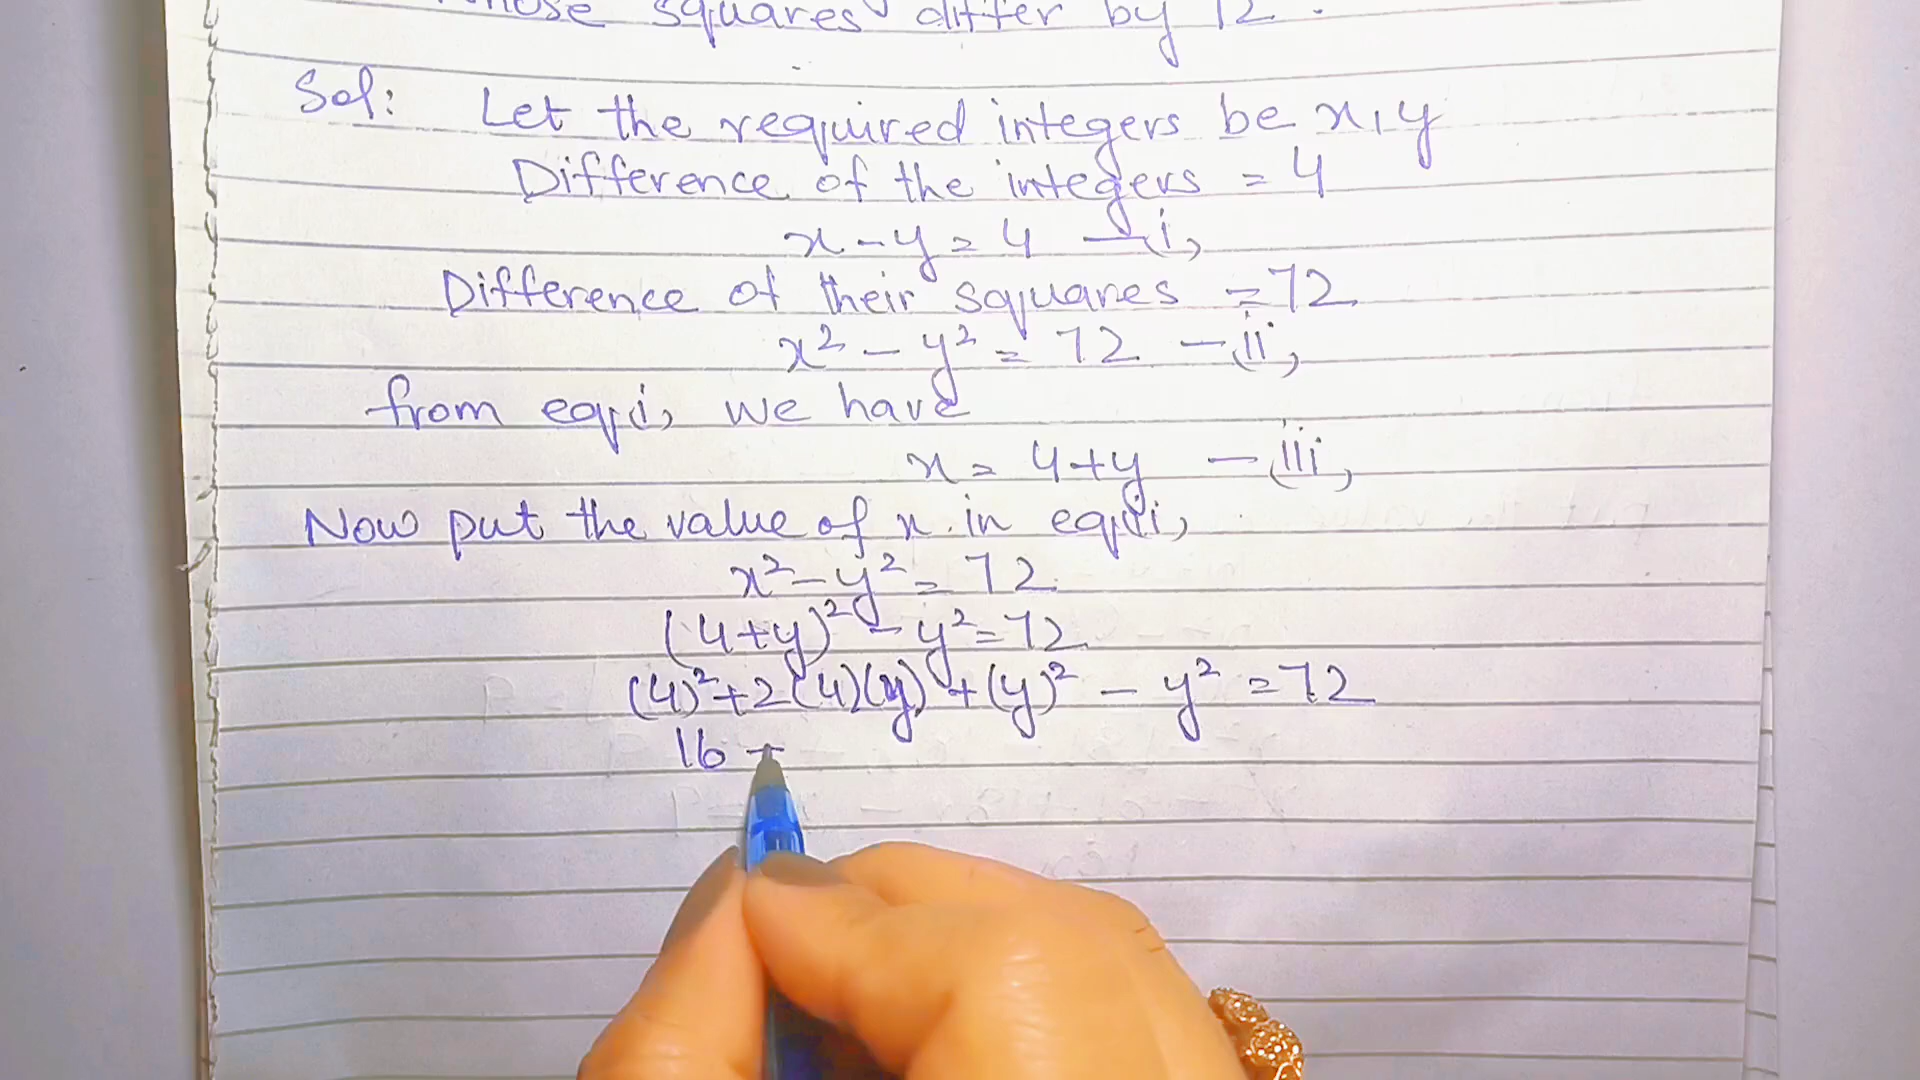 whose squares differ by 72.
Sol: Let the required integers be x, y
Difference of the integers = 4
x - y = 4 - i,
Difference of their squares = 72
x² - y² = 72 - ii,
from eq i, we have
x = 4+y - iii,
Now put the value of x in eq ii,
x² - y² = 72
(4+y)² - y² = 72
(4)² + 2(4)(y) + (y)² - y² = 72
16 +